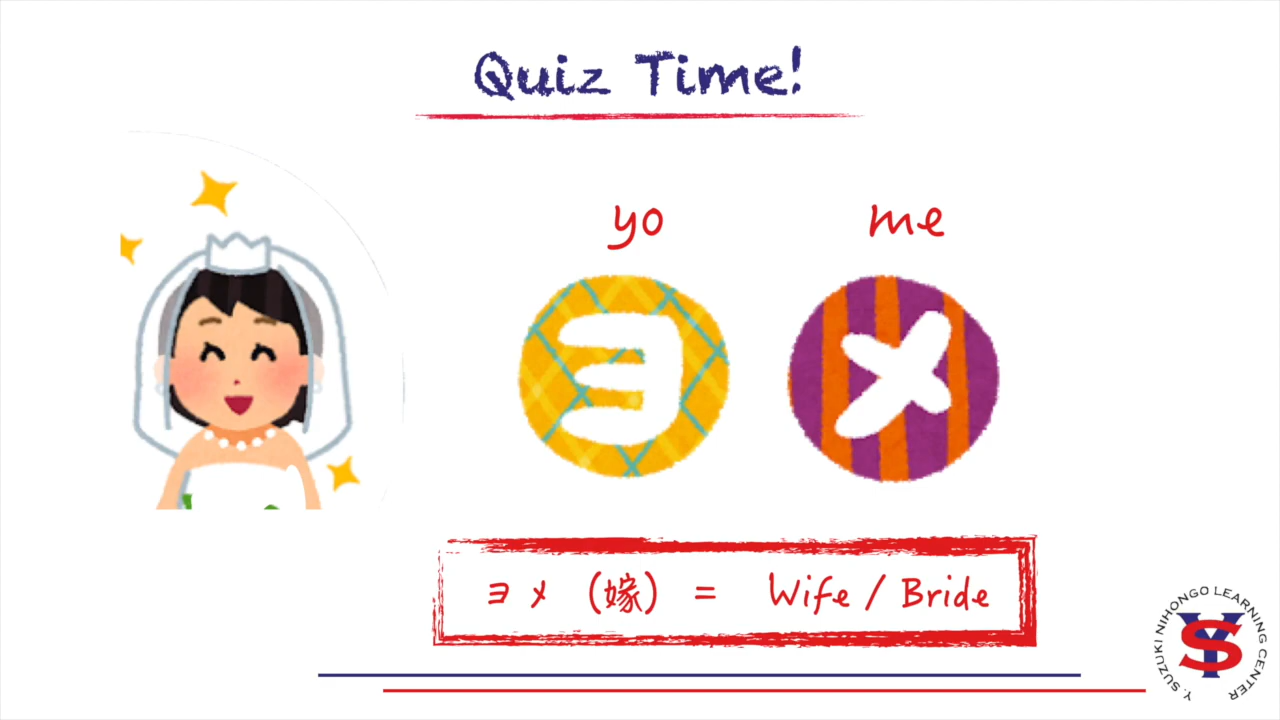 Quiz Time!
yo me
ヨ メ
ヨ メ (嫁) = Wife / Bride
Y. SUZUKI NIHONGO LEARNING CENTER
YS